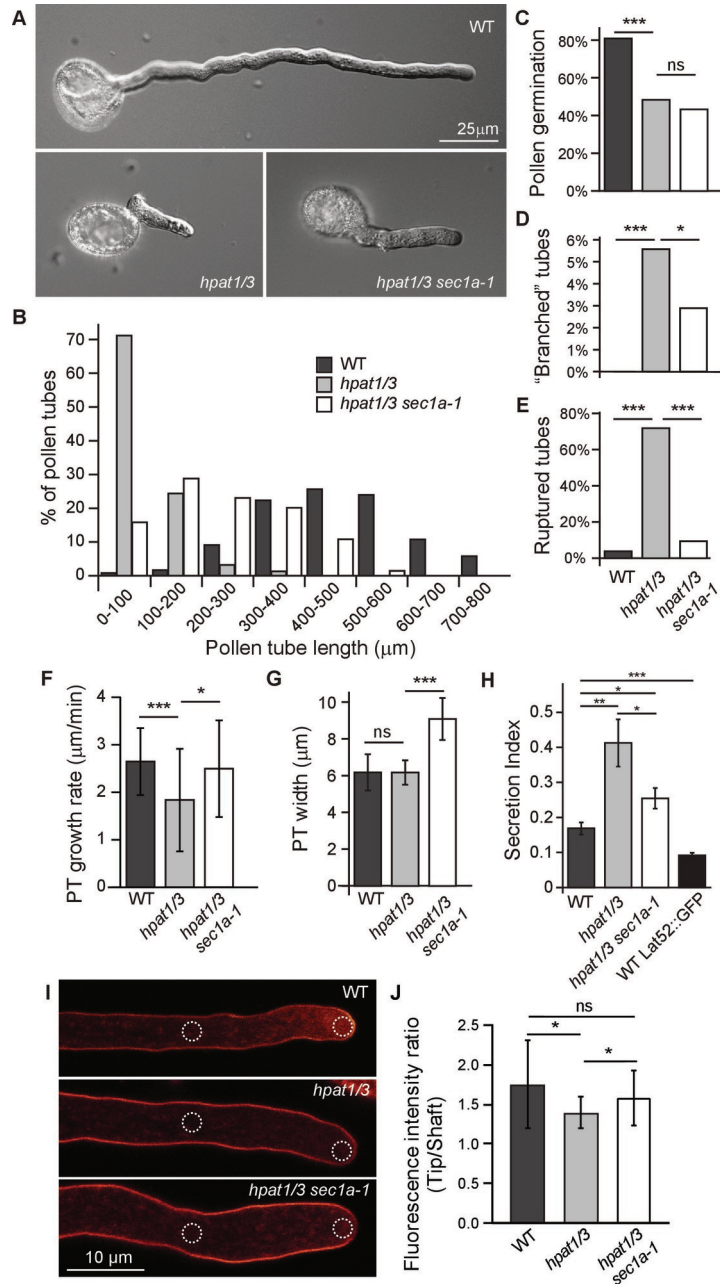 A
WT
25μm
hpat1/3
hpat1/3 sec1a-1
B
% of pollen tubes
70
60
50
40
30
20
10
0
WT
hpat1/3
hpat1/3 sec1a-1
0-100
100-200
200-300
300-400
400-500
500-600
600-700
700-800
Pollen tube length (μm)
C
Pollen germination
80%
60%
40%
20%
0%
***
ns
D
"Branched" tubes
6%
5%
4%
3%
2%
1%
0%
***
*
E
Ruptured tubes
80%
60%
40%
20%
0%
***
***
WT
hpat1/3
hpat1/3
sec1a-1
F
PT growth rate (μm/min)
4
3
2
1
0
***
*
WT
hpat1/3
hpat1/3
sec1a-1
G
PT width (μm)
10
8
6
4
2
0
ns
***
WT
hpat1/3
hpat1/3
sec1a-1
H
Secretion Index
0.5
0.4
0.3
0.2
0.1
0
***
*
**
*
WT
hpat1/3
hpat1/3 sec1a-1
WT Lat52::GFP
I
WT
hpat1/3
hpat1/3 sec1a-1
10 μm
J
Fluorescence intensity ratio
(Tip/Shaft)
2.5
2.0
1.5
1.0
0.5
0.0
ns
*
*
WT
hpat1/3
hpat1/3
sec1a-1